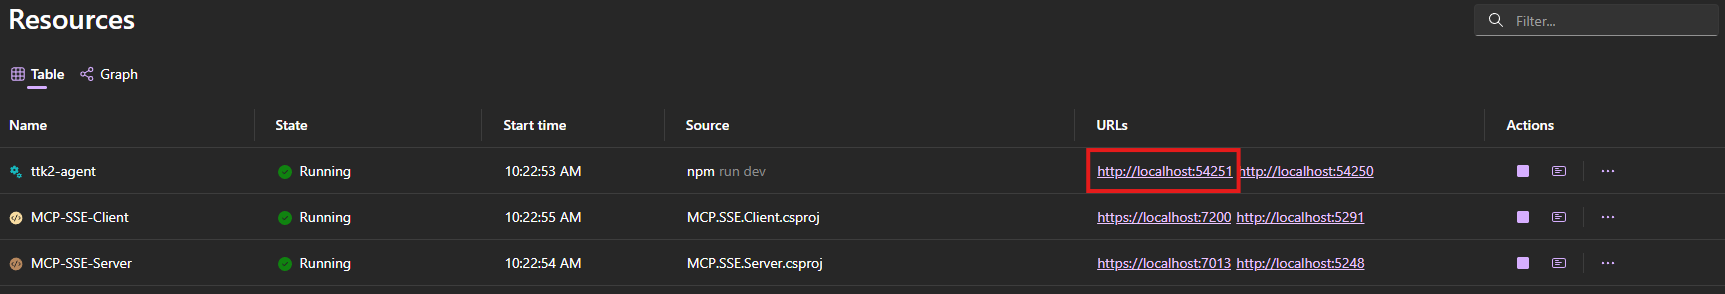 Resources
Filter...
Table Graph
Name State Start time Source URLs Actions
ttk2-agent Running 10:22:53 AM npm run dev http://localhost:54251 http://localhost:54250 ...
MCP-SSE-Client Running 10:22:55 AM MCP.SSE.Client.csproj https://localhost:7200 http://localhost:5291 ...
MCP-SSE-Server Running 10:22:54 AM MCP.SSE.Server.csproj https://localhost:7013 http://localhost:5248 ...